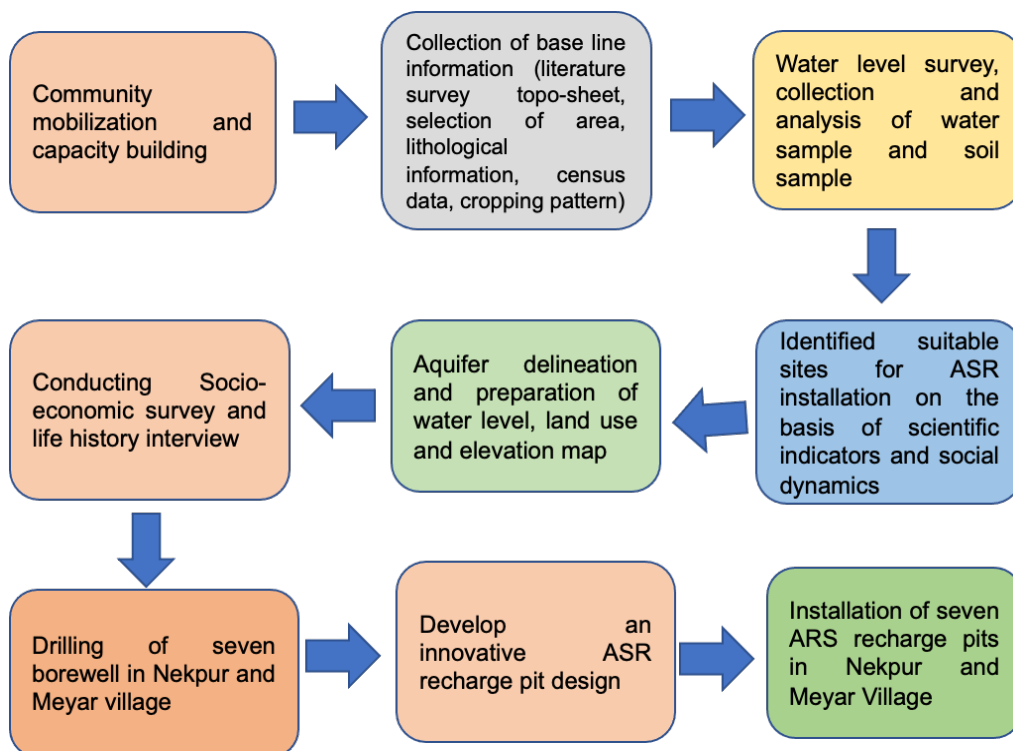 Community
mobilization and
capacity building
Collection of base line
information (literature
survey topo-sheet,
selection of area,
lithological
information, census
data, cropping pattern)
Water level survey,
collection and
analysis of water
sample and soil
sample
Identified suitable
sites for ASR
installation on the
basis of scientific
indicators and social
dynamics
Aquifer delineation
and preparation of
water level, land use
and elevation map
Conducting Socio-
economic survey and
life history interview
Drilling of seven
borewell in Nekpur and
Meyar village
Develop an
innovative ASR
recharge pit design
Installation of seven
ARS recharge pits
in Nekpur and
Meyar Village